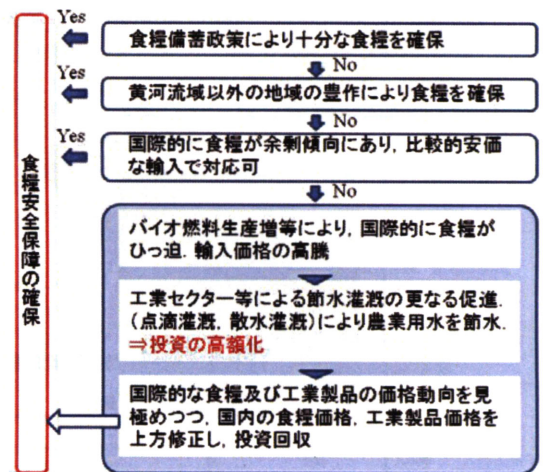 Yes
食糧備蓄政策により十分な食糧を確保
No
Yes
黄河流域以外の地域の豊作により食糧を確保
No
Yes
国際的に食糧が余剰傾向にあり，比較的安価
な輸入で対応可
No
バイオ燃料生産増等により，国際的に食糧が
ひっ迫．輸入価格の高騰
工業セクター等による節水灌漑の更なる促進．
（点滴灌漑，散水灌漑）により農業用水を節水．
⇒投資の高額化
国際的な食糧及び工業製品の価格動向を見
極めつつ，国内の食糧価格，工業製品価格を
上方修正し，投資回収
食糧安全保障の確保